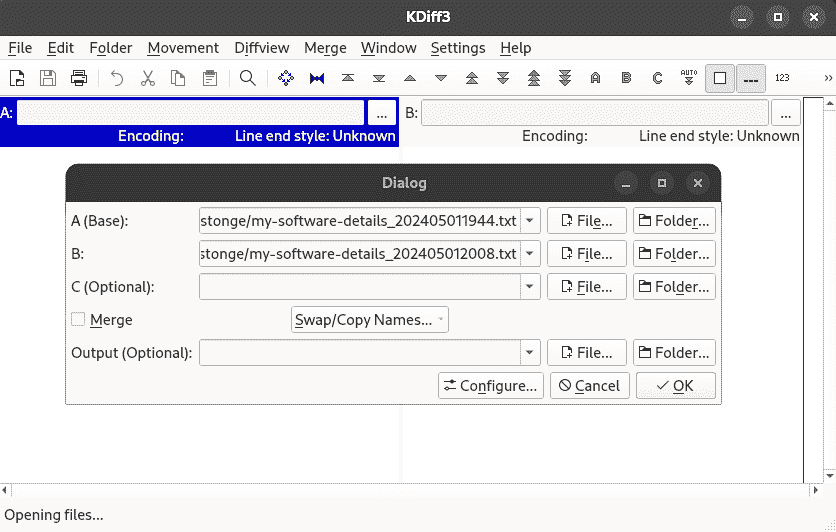 KDiff3
File Edit Folder Movement Diffview Merge Window Settings Help
A B C AUTO 123 »
A: ... B: ...
Encoding: Line end style: Unknown Encoding: Line end style: Unknown
Dialog
A (Base): stonge/my-software-details_202405011944.txt File... Folder...
B: stonge/my-software-details_202405012008.txt File... Folder...
C (Optional): File... Folder...
Merge Swap/Copy Names...
Output (Optional): File... Folder...
Configure... Cancel OK
Opening files...